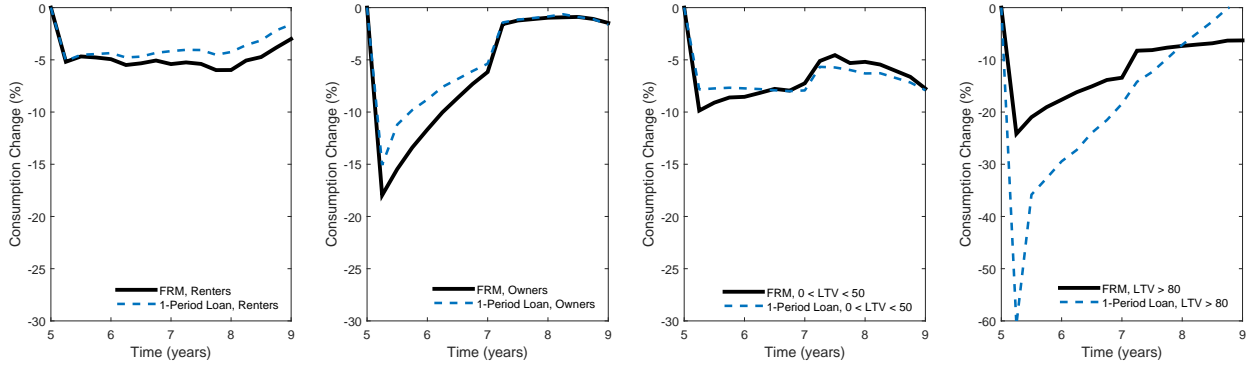 Consumption Change (%)
0
-5
-10
-15
-20
-25
-30
FRM, Renters
1-Period Loan, Renters
5 6 7 8 9
Time (years)
Consumption Change (%)
0
-5
-10
-15
-20
-25
-30
FRM, Owners
1-Period Loan, Owners
5 6 7 8 9
Time (years)
Consumption Change (%)
0
-5
-10
-15
-20
-25
-30
FRM, 0 < LTV < 50
1-Period Loan, 0 < LTV < 50
5 6 7 8 9
Time (years)
Consumption Change (%)
0
-10
-20
-30
-40
-50
-60
FRM, LTV > 80
1-Period Loan, LTV > 80
5 6 7 8 9
Time (years)